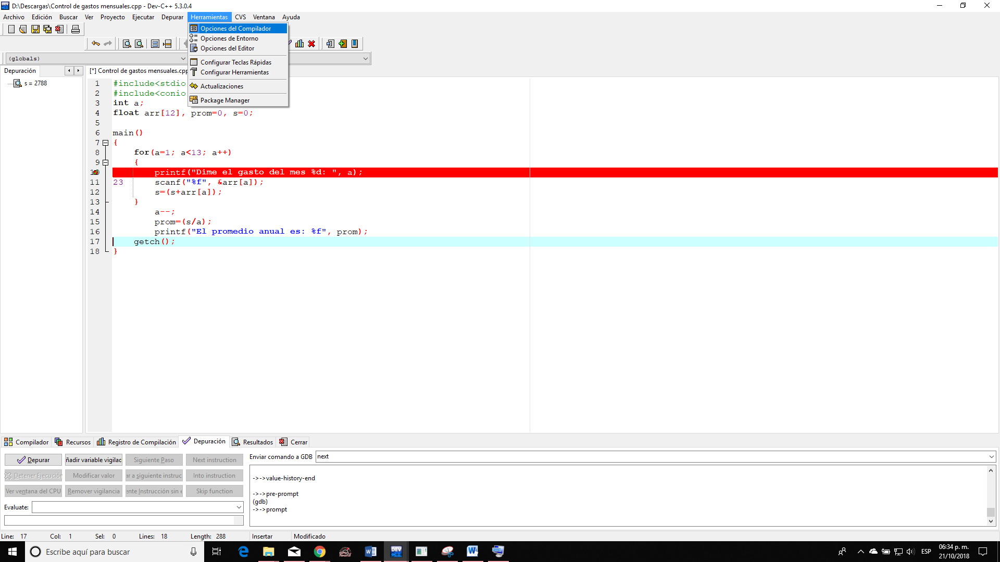 D:\Descargas\Control de gastos mensuales.cpp - Dev-C++ 5.3.0.4
Archivo Edición Buscar Ver Proyecto Ejecutar Depurar Herramientas CVS Ventana Ayuda
Opciones del Compilador
Opciones de Entorno
Opciones del Editor
Configurar Teclas Rápidas
Configurar Herramientas
Actualizaciones
Package Manager
(globals)
Depuración
s = 2788
[*] Control de gastos mensuales.cpp
1 #include<stdio
2 #include<conio
3 int a;
4 float arr[12], prom=0, s=0;
5
6 main()
7 {
8 for(a=1; a<13; a++)
9 {
10 printf("Dime el gasto del mes %d: ", a);
11 23 scanf("%f", &arr[a]);
12 s=(s+arr[a]);
13 }
14 a--;
15 prom=(s/a);
16 printf("El promedio anual es: %f", prom);
17 getch();
18 }
Compilador Recursos Registro de Compilación Depuración Resultados Cerrar
Depurar ñadir variable vigilad Siguiente Paso Next instruction
Detener Ejecución Modificar valor ar a siguiente instruc Into instruction
Ver ventana del CPU Remover vigilancia ente Instrucción sin e Skip function
Evaluate:
Enviar comando a GDB next
->->value-history-end
->->pre-prompt
(gdb)
->->prompt
Line: 17 Col: 1 Sel: 0 Lines: 18 Length: 288 Insertar Modificado
Escribe aquí para buscar
ESP
06:34 p. m.
21/10/2018